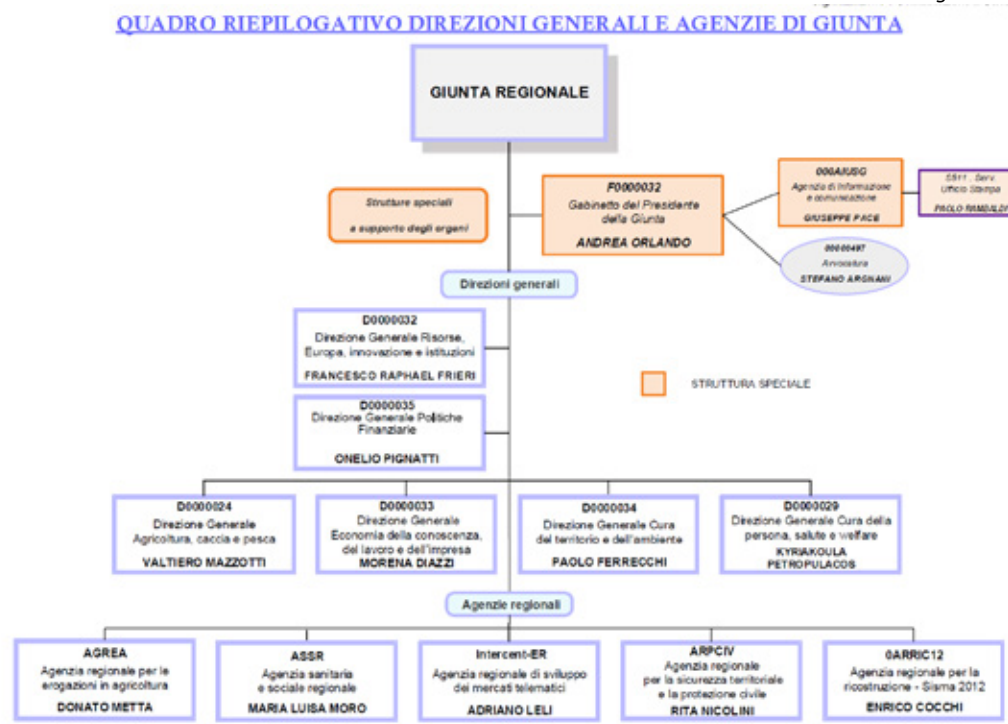 QUADRO RIEPILOGATIVO DIREZIONI GENERALI E AGENZIE DI GIUNTA
GIUNTA REGIONALE
Strutture speciali
a supporto degli organi
F0000032
Gabinetto del Presidente
della Giunta
ANDREA ORLANDO
000AIUSG
Agenzia di Informazione
e comunicazione
GIUSEPPE PACE
Serv.
Ufficio Stampa
PAOLO RAMBALDI
00000497
Avvocatura
STEFANO ARGNANI
Direzioni generali
D0000032
Direzione Generale Risorse,
Europa, innovazione e istituzioni
FRANCESCO RAPHAEL FRIERI
STRUTTURA SPECIALE
D0000035
Direzione Generale Politiche
Finanziarie
ONELIO PIGNATTI
D0000024
Direzione Generale
Agricoltura, caccia e pesca
VALTIERO MAZZOTTI
D0000033
Direzione Generale
Economia della conoscenza,
del lavoro e dell'impresa
MORENA DIAZZI
D0000034
Direzione Generale Cura
del territorio e dell'ambiente
PAOLO FERRECCHI
D0000029
Direzione Generale Cura della
persona, salute e welfare
KYRIAKOULA
PETROPULACOS
Agenzie regionali
AGREA
Agenzia regionale per le
erogazioni in agricoltura
DONATO METTA
ASSR
Agenzia sanitaria
e sociale regionale
MARIA LUISA MORO
Intercent-ER
Agenzia regionale di sviluppo
dei mercati telematici
ADRIANO LELI
ARPCIV
Agenzia regionale
per la sicurezza territoriale
e la protezione civile
RITA NICOLINI
0ARRIC12
Agenzia regionale per la
ricostruzione - Sisma 2012
ENRICO COCCHI